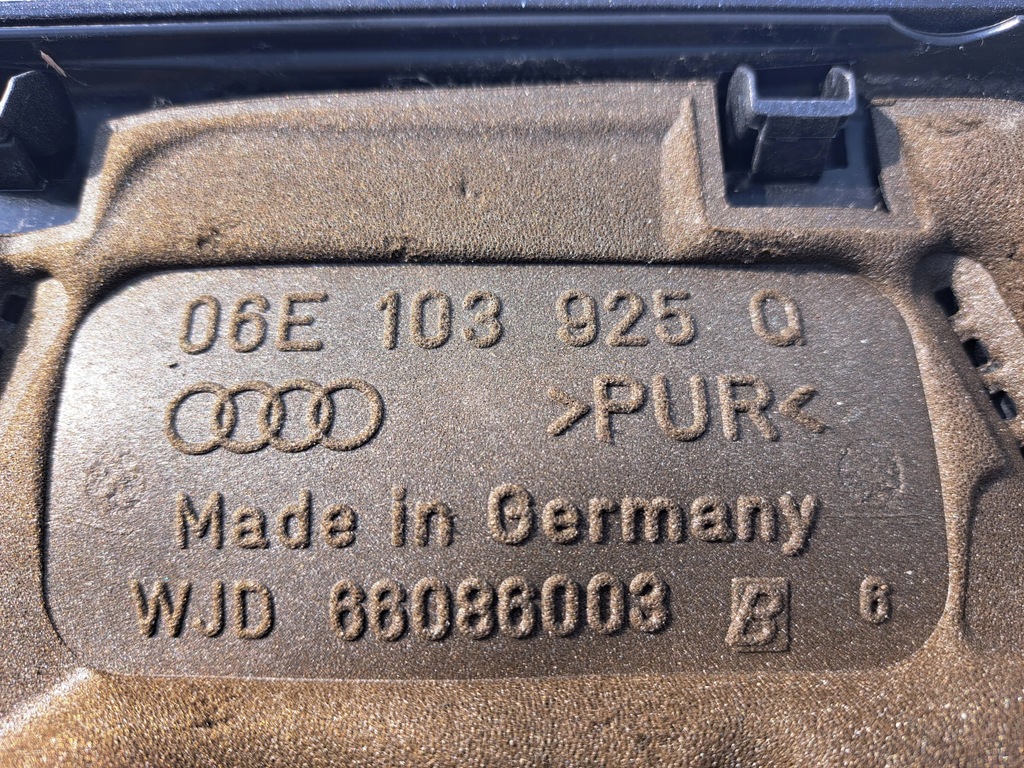 06E 103 925 Q
>PUR<
Made in Germany
WJD 68086003 B 6